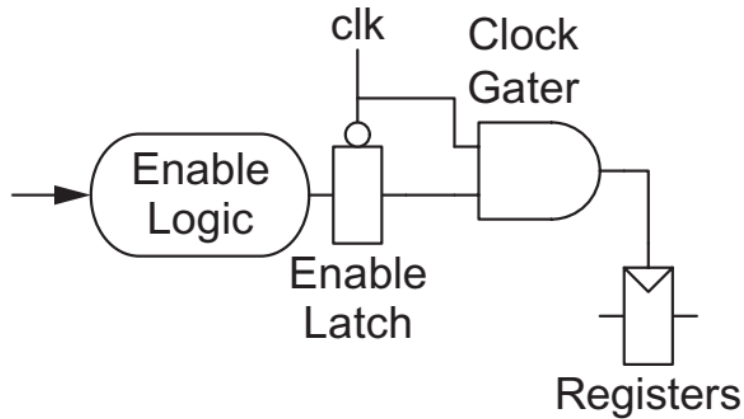 clk
Clock
Gater
Enable
Logic
Enable
Latch
Registers